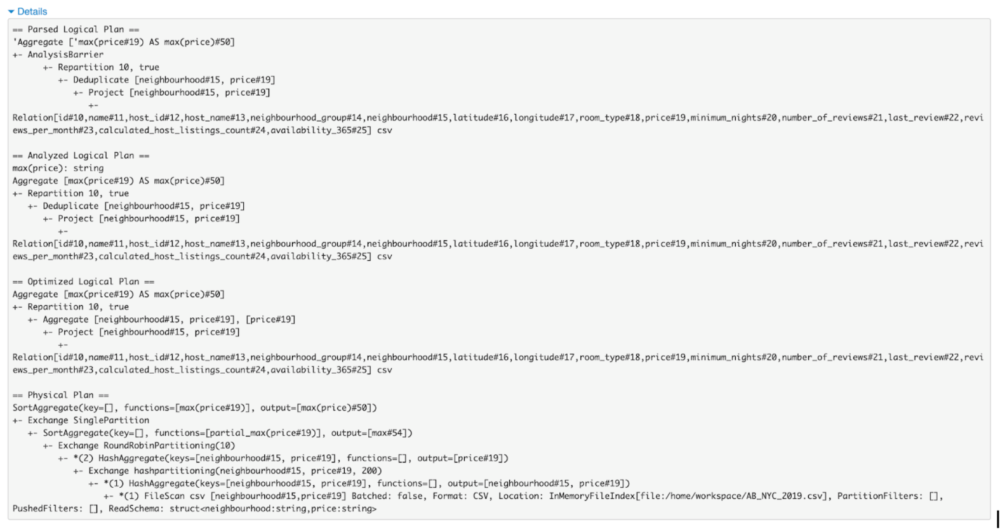 Details
== Parsed Logical Plan ==
'Aggregate ['max(price#19) AS max(price)#50]
+- AnalysisBarrier
      +- Repartition 10, true
         +- Deduplicate [neighbourhood#15, price#19]
            +- Project [neighbourhood#15, price#19]
               +-
Relation[id#10,name#11,host_id#12,host_name#13,neighbourhood_group#14,neighbourhood#15,latitude#16,longitude#17,room_type#18,price#19,minimum_nights#20,number_of_reviews#21,last_review#22,revi
ews_per_month#23,calculated_host_listings_count#24,availability_365#25] csv

== Analyzed Logical Plan ==
max(price): string
Aggregate [max(price#19) AS max(price)#50]
+- Repartition 10, true
   +- Deduplicate [neighbourhood#15, price#19]
      +- Project [neighbourhood#15, price#19]
         +-
Relation[id#10,name#11,host_id#12,host_name#13,neighbourhood_group#14,neighbourhood#15,latitude#16,longitude#17,room_type#18,price#19,minimum_nights#20,number_of_reviews#21,last_review#22,revi
ews_per_month#23,calculated_host_listings_count#24,availability_365#25] csv

== Optimized Logical Plan ==
Aggregate [max(price#19) AS max(price)#50]
+- Repartition 10, true
   +- Aggregate [neighbourhood#15, price#19], [price#19]
      +- Project [neighbourhood#15, price#19]
         +-
Relation[id#10,name#11,host_id#12,host_name#13,neighbourhood_group#14,neighbourhood#15,latitude#16,longitude#17,room_type#18,price#19,minimum_nights#20,number_of_reviews#21,last_review#22,revi
ews_per_month#23,calculated_host_listings_count#24,availability_365#25] csv

== Physical Plan ==
SortAggregate(key=[], functions=[max(price#19)], output=[max(price)#50])
+- Exchange SinglePartition
   +- SortAggregate(key=[], functions=[partial_max(price#19)], output=[max#54])
      +- Exchange RoundRobinPartitioning(10)
         +- *(2) HashAggregate(keys=[neighbourhood#15, price#19], functions=[], output=[price#19])
            +- Exchange hashpartitioning(neighbourhood#15, price#19, 200)
               +- *(1) HashAggregate(keys=[neighbourhood#15, price#19], functions=[], output=[neighbourhood#15, price#19])
                  +- *(1) FileScan csv [neighbourhood#15,price#19] Batched: false, Format: CSV, Location: InMemoryFileIndex[file:/home/workspace/AB_NYC_2019.csv], PartitionFilters: [],
PushedFilters: [], ReadSchema: struct<neighbourhood:string,price:string>